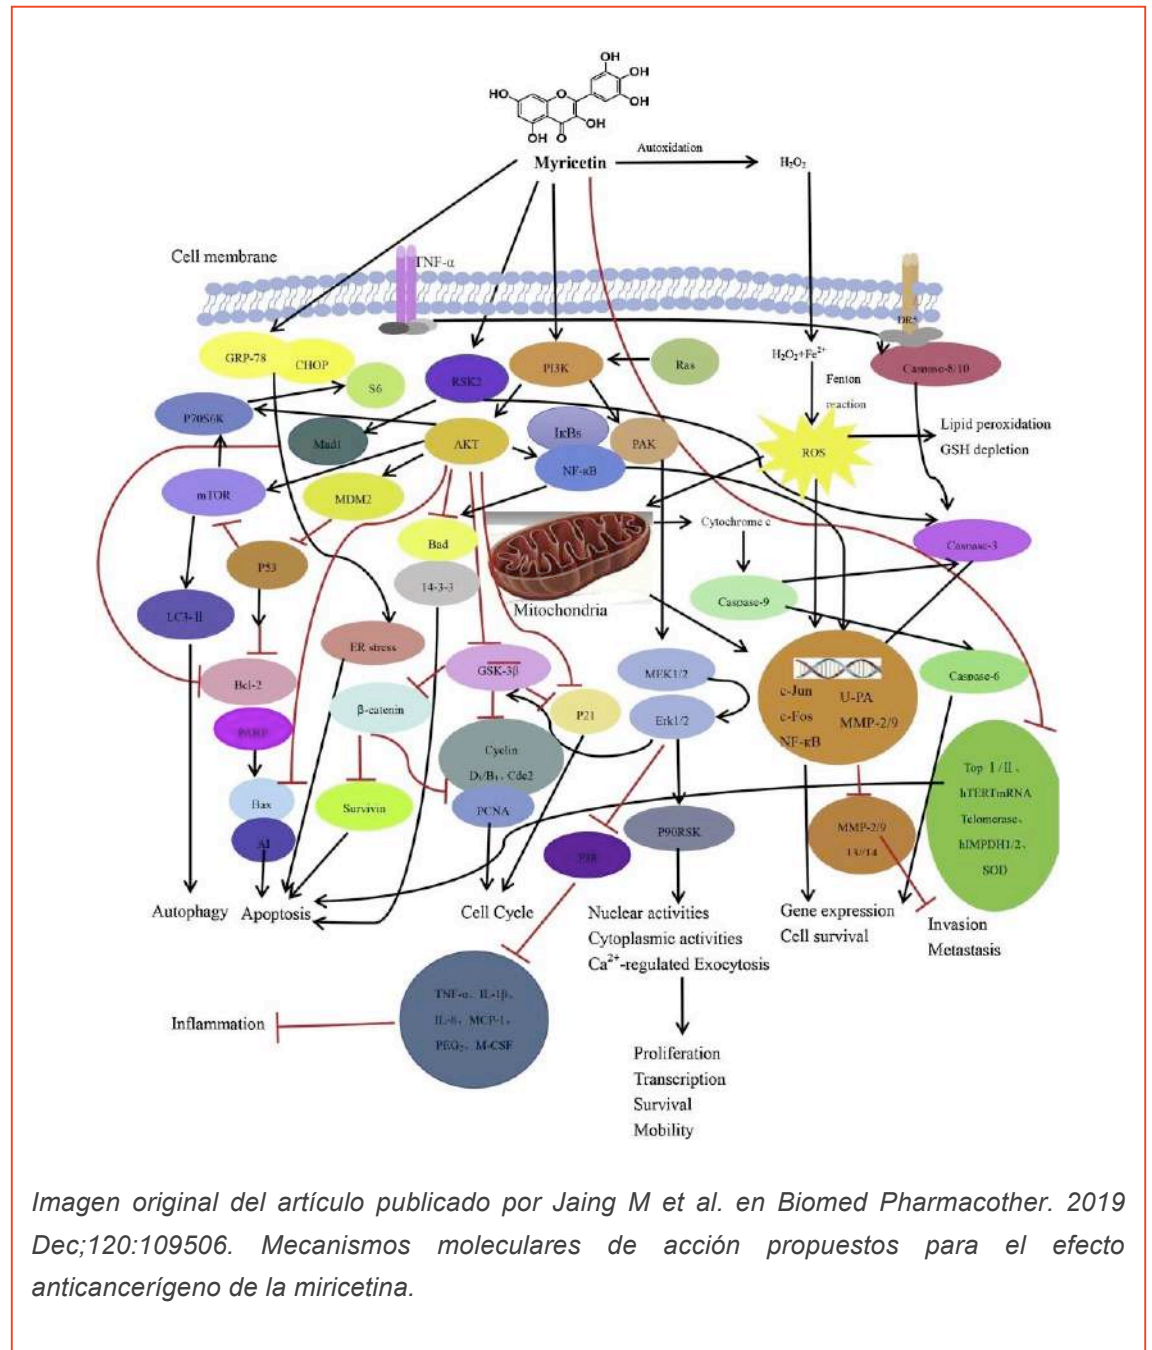 OH
OH
OH
HO
O
OH
OH
O
Myricetin
Autoxidation
H₂O₂
Cell membrane
TNF-α
DR5
GRP-78
CHOP
S6
RSK2
PI3K
Ras
H₂O₂+Fe²⁺
Caspase-8/10
Fenton
reaction
P70S6K
Mad1
AKT
IκBs
PAK
NF-κB
ROS
Lipid peroxidation
GSH depletion
mTOR
MDM2
Bad
Cytochrome c
Caspase-3
P53
14-3-3
Mitochondria
Caspase-9
LC3-II
ER stress
GSK-3β
MEK1/2
Caspase-6
Bcl-2
β-catenin
P21
Erk1/2
c-Jun
U-PA
c-Fos
MMP-2/9
NF-κB
PARP
Cyclin
D₁/B₁、Cdc2
Top Ⅰ/Ⅱ、
hTERTmRNA
Telomerase、
hIMPDH1/2、
SOD
Bax
Survivin
PCNA
P90RSK
MMP-2/9
13//14
P38
Autophagy
Apoptosis
Cell Cycle
Nuclear activities
Cytoplasmic activities
Ca²⁺-regulated Exocytosis
Gene expression
Cell survival
Invasion
Metastasis
TNF-α、IL-1β、
IL-6、MCP-1、
PEG₂、M-CSF
Inflammation
Proliferation
Transcription
Survival
Mobility
Imagen original del artículo publicado por Jaing M et al. en Biomed Pharmacother. 2019
Dec;120:109506. Mecanismos moleculares de acción propuestos para el efecto
anticancerígeno de la miricetina.